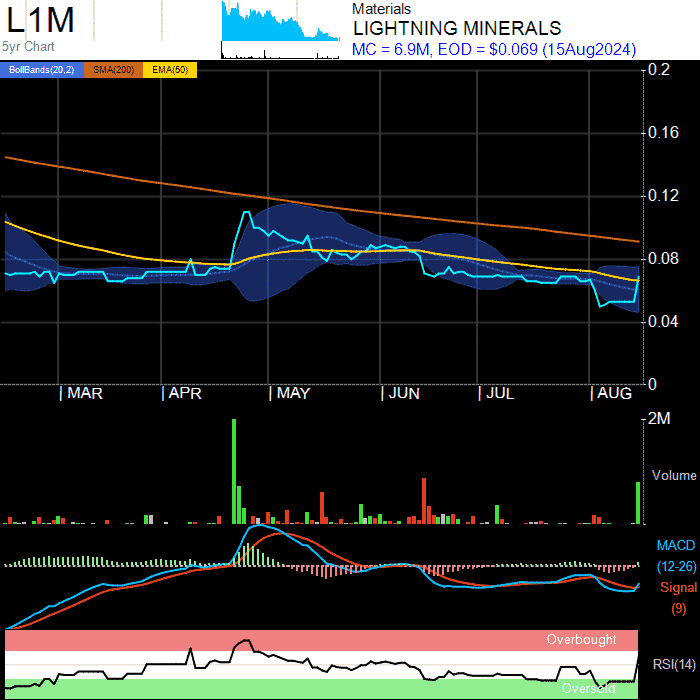 L1M
5yr Chart
Materials
LIGHTNING MINERALS
MC = 6.9M, EOD = $0.069 (15Aug2024)
BollBands(20,2) SMA(200) EMA(50)
0.2
0.16
0.12
0.08
0.04
0
MAR APR MAY JUN JUL AUG
2M
Volume
MACD
(12-26)
Signal
(9)
Overbought
RSI(14)
Oversold